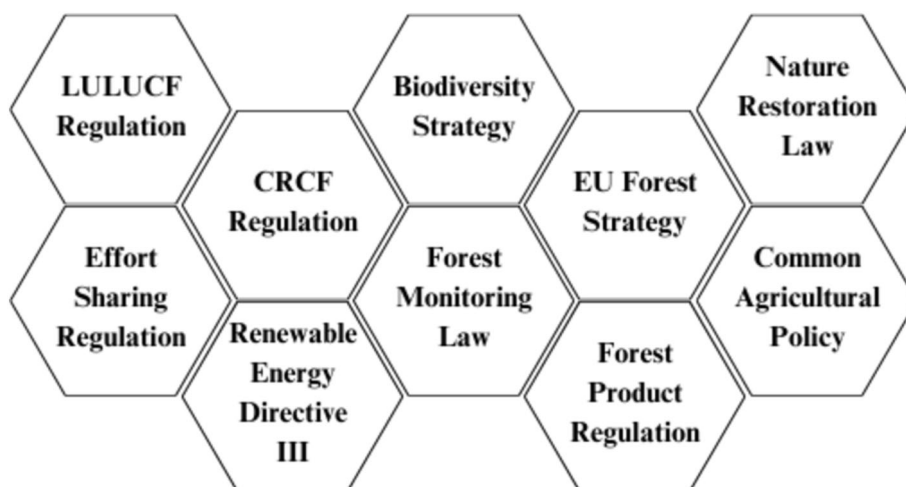 LULUCF
Regulation
Biodiversity
Strategy
Nature
Restoration
Law
CRCF
Regulation
EU Forest
Strategy
Effort
Sharing
Regulation
Forest
Monitoring
Law
Common
Agricultural
Policy
Renewable
Energy
Directive
III
Forest
Product
Regulation